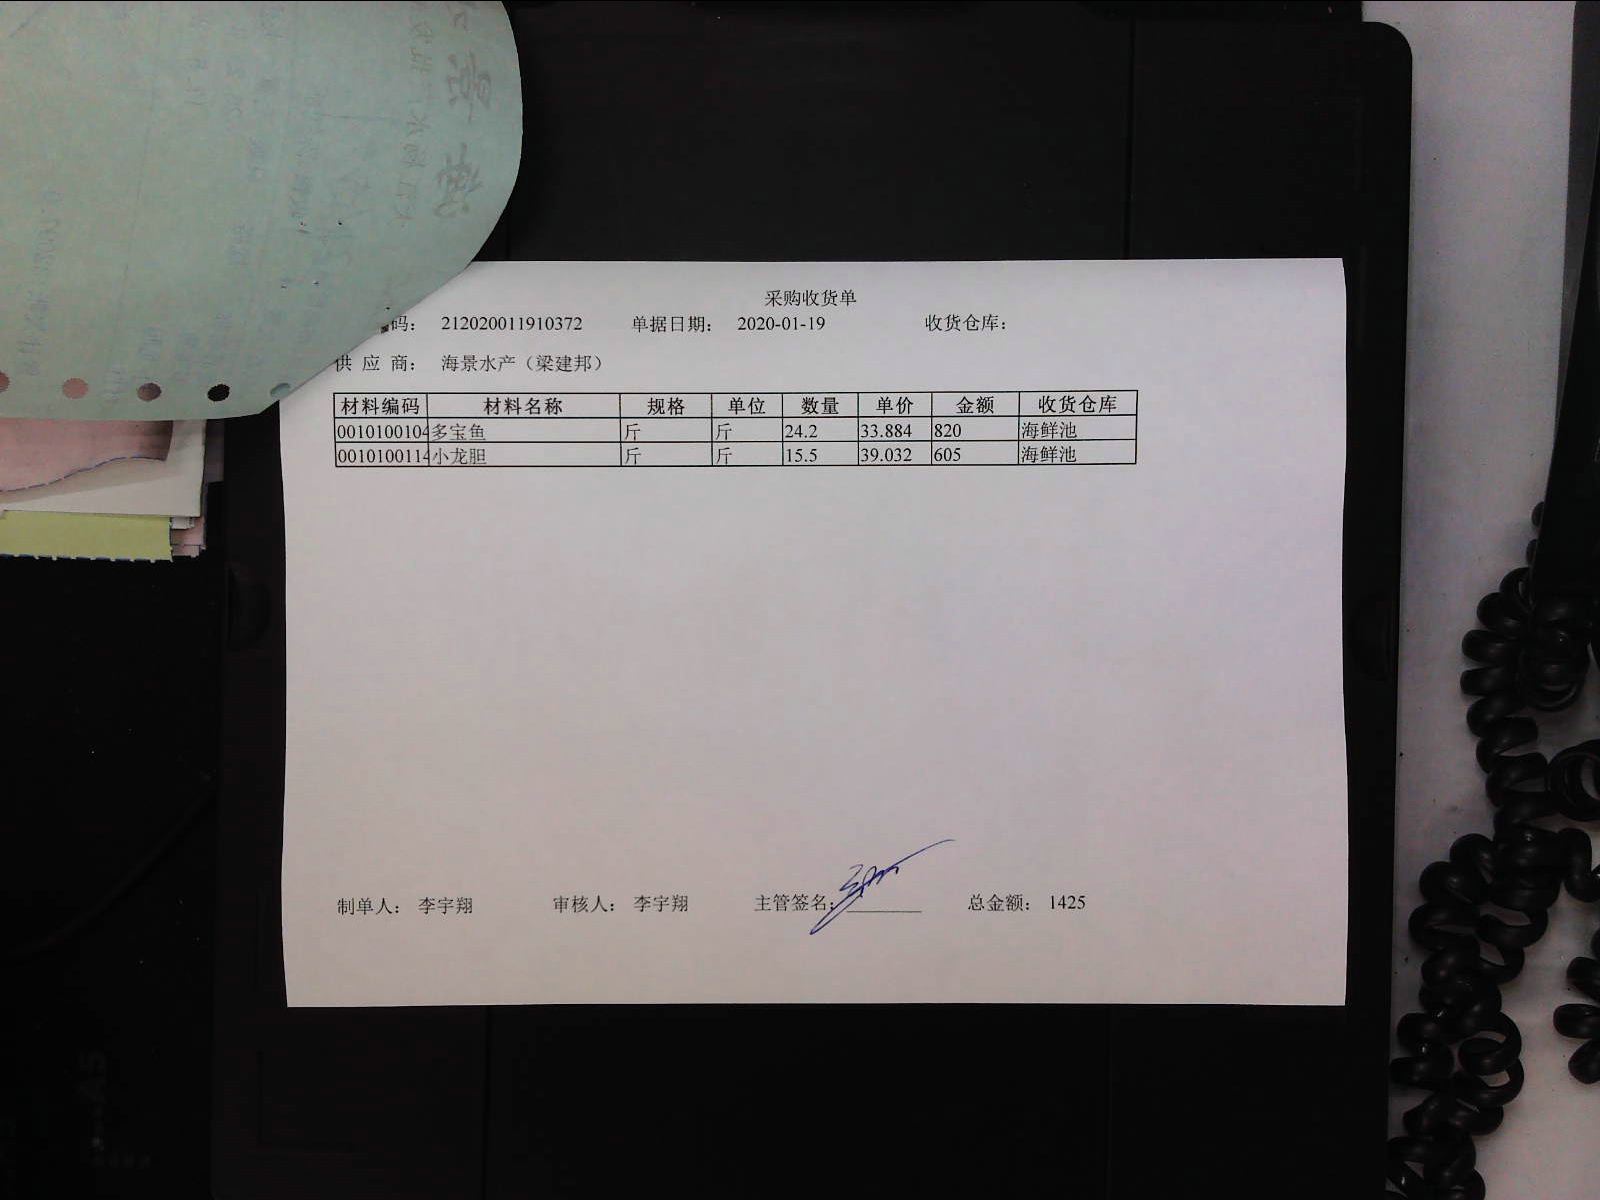 采购收货单
码： 212020011910372 单据日期： 2020-01-19 收货仓库：
供 应 商： 海景水产（梁建邦）
材料编码 材料名称 规格 单位 数量 单价 金额 收货仓库
0010100104 多宝鱼 斤 斤 24.2 33.884 820 海鲜池
0010100114 小龙胆 斤 斤 15.5 39.032 605 海鲜池
制单人： 李宇翔 审核人： 李宇翔 主管签名： 总金额： 1425